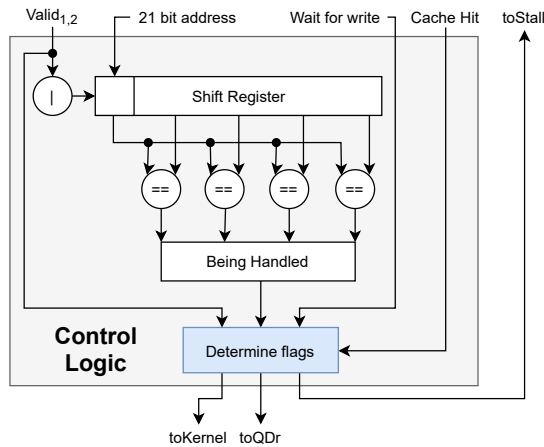 Valid1,2
21 bit address
Wait for write
Cache Hit
toStall
|
Shift Register
==
==
==
==
Being Handled
Control
Logic
Determine flags
toKernel
toQDr